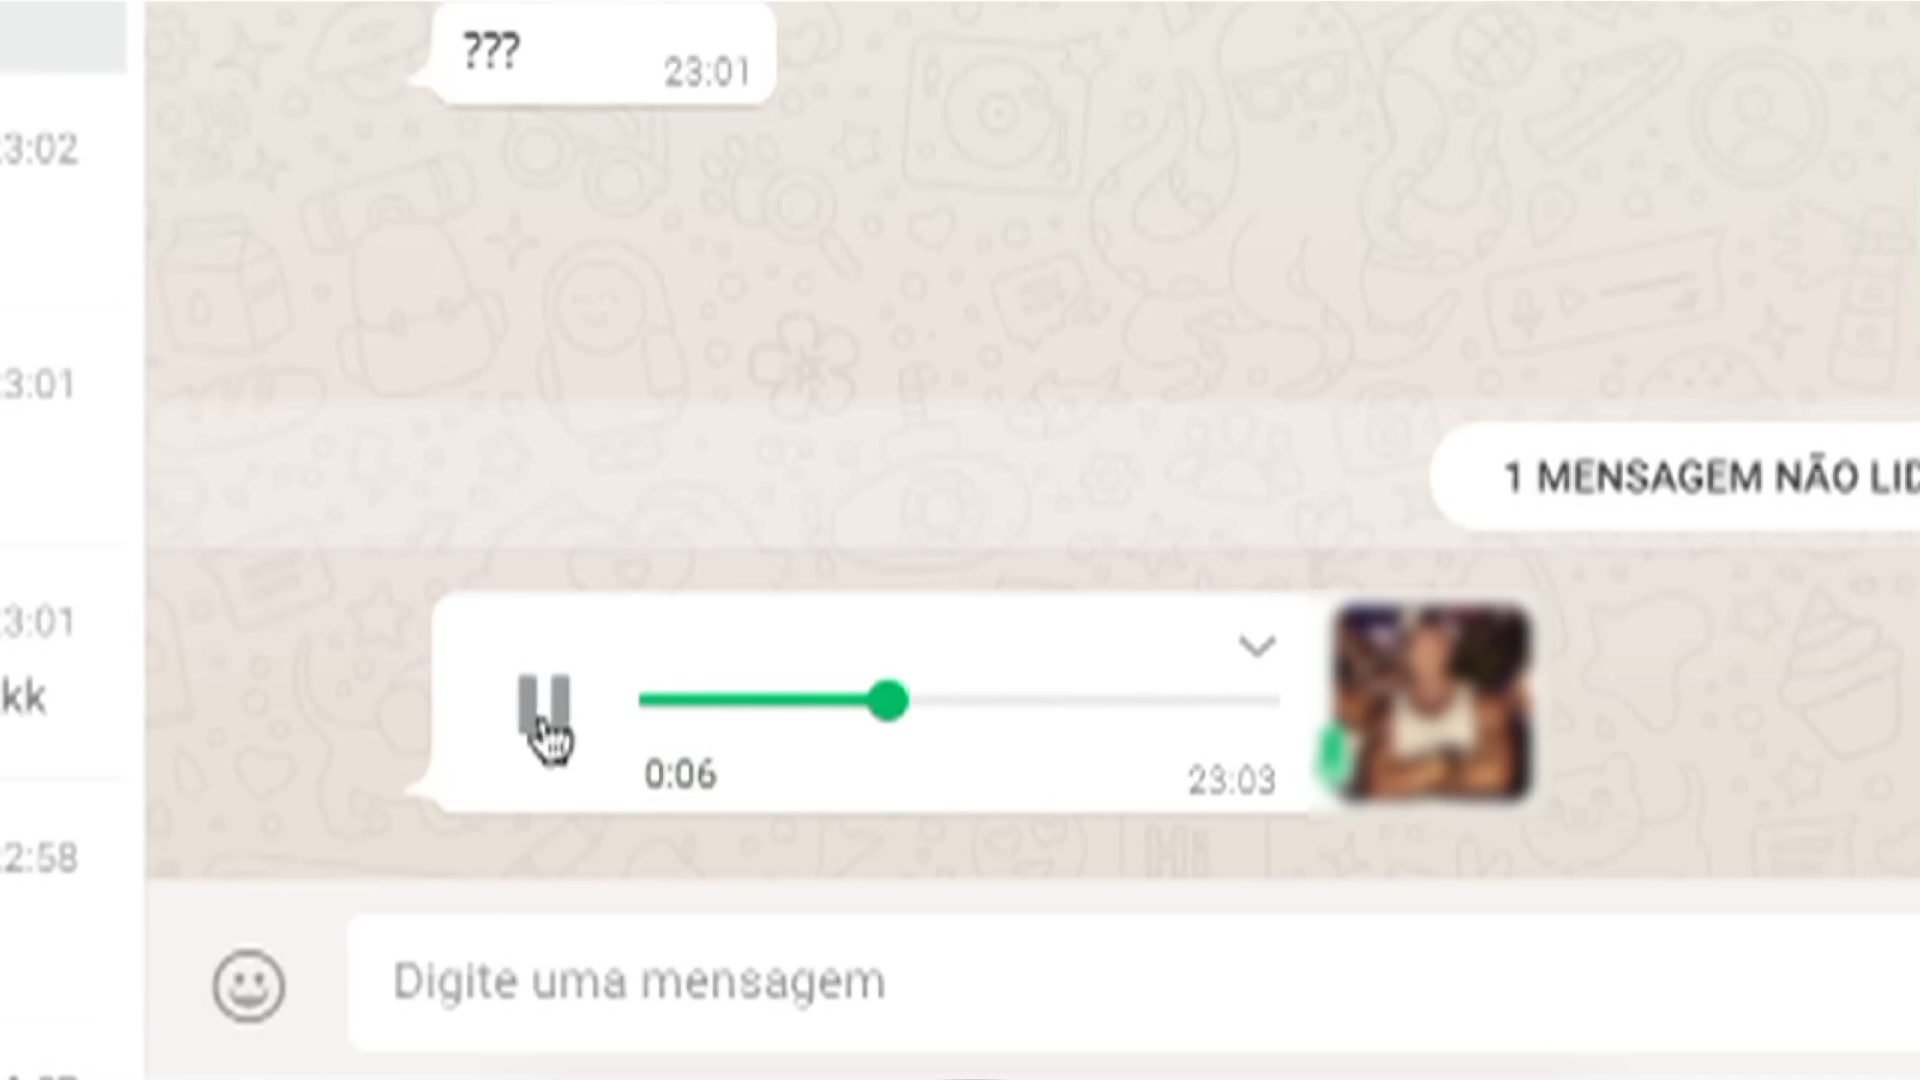 ???
23:01
3:02
3:01
1 MENSAGEM NÃO LID
3:01
kk
0:06
23:03
2:58
Digite uma mensagem